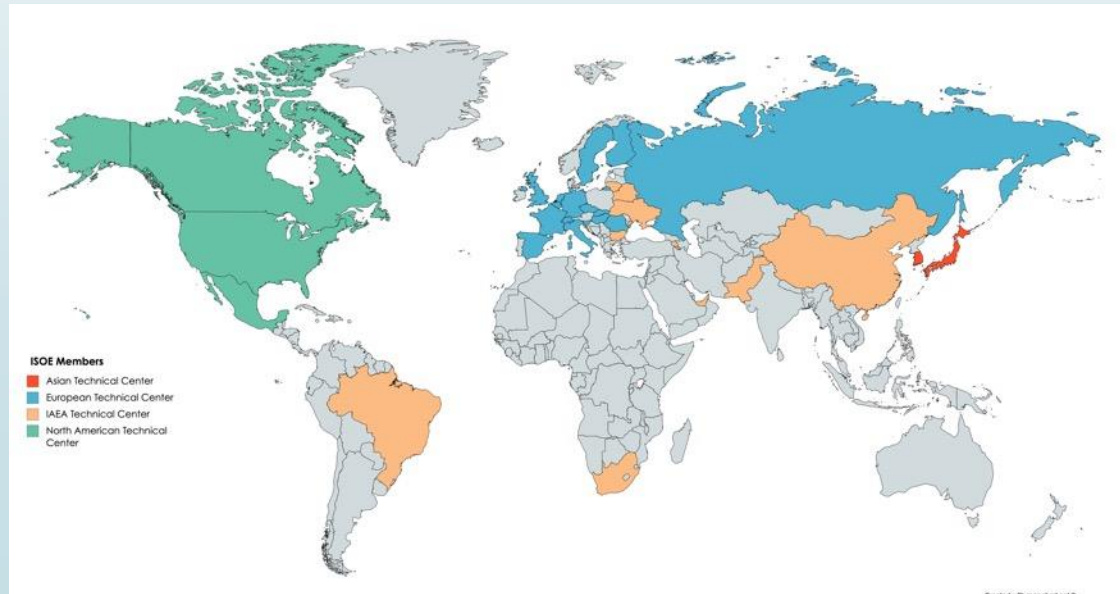 ISOE Members
Asian Technical Center
European Technical Center
IAEA Technical Center
North American Technical
Center